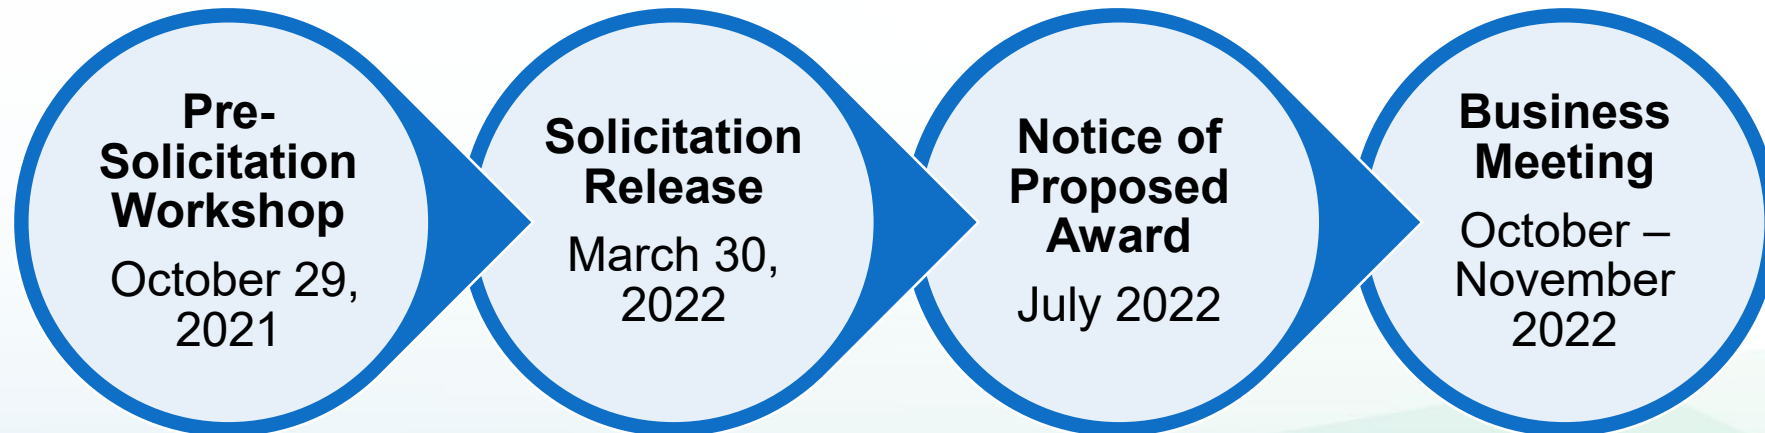 Pre-
Solicitation
Workshop
October 29,
2021
Solicitation
Release
March 30,
2022
Notice of
Proposed
Award
July 2022
Business
Meeting
October –
November
2022